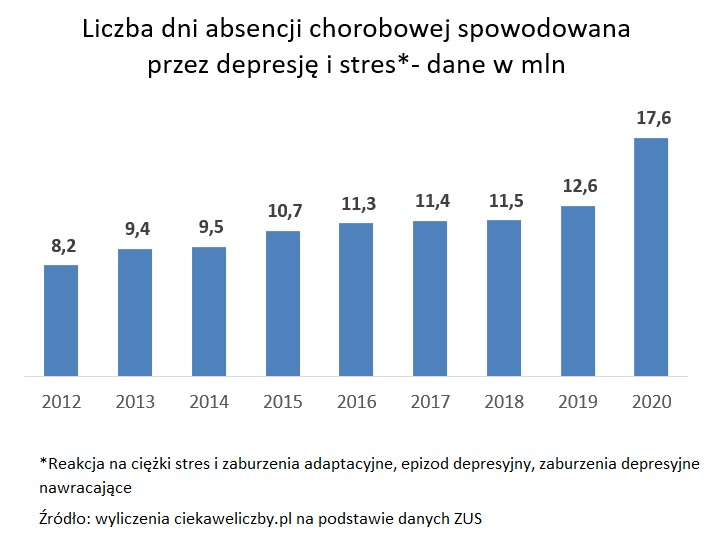 Liczba dni absencji chorobowej spowodowana
przez depresję i stres*- dane w mln
8,2
9,4
9,5
10,7
11,3
11,4
11,5
12,6
17,6
2012 2013 2014 2015 2016 2017 2018 2019 2020
*Reakcja na ciężki stres i zaburzenia adaptacyjne, epizod depresyjny, zaburzenia depresyjne
nawracające
Źródło: wyliczenia ciekaweliczby.pl na podstawie danych ZUS